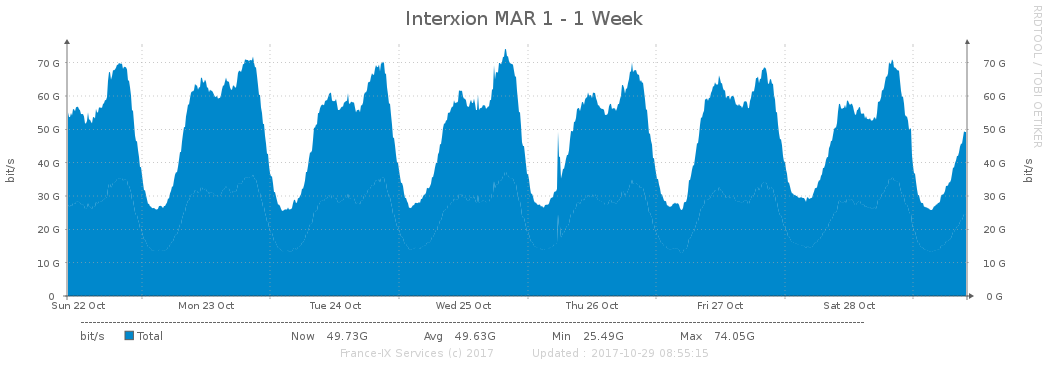 Interxion MAR 1 - 1 Week
RRDTOOL / TOBI OETIKER
70 G 70 G
60 G 60 G
50 G 50 G
40 G 40 G
30 G 30 G
20 G 20 G
10 G 10 G
0 0 G
bit/s bit/s
Sun 22 Oct Mon 23 Oct Tue 24 Oct Wed 25 Oct Thu 26 Oct Fri 27 Oct Sat 28 Oct
bit/s Total Now 49.73G Avg 49.63G Min 25.49G Max 74.05G
France-IX Services (c) 2017 Updated : 2017-10-29 08:55:15